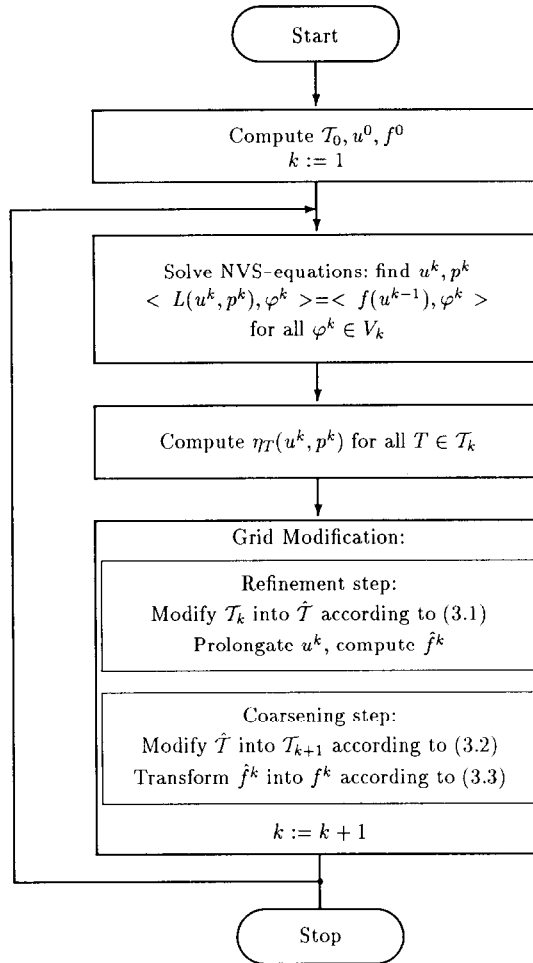 Start
Compute 𝒯₀, u⁰, f⁰
k := 1
Solve NVS–equations: find uᵏ, pᵏ
< L(uᵏ, pᵏ), φᵏ >=< f(uᵏ⁻¹), φᵏ >
for all φᵏ ∈ Vₖ
Compute η_T(uᵏ, pᵏ) for all T ∈ 𝒯ₖ
Grid Modification:
Refinement step:
Modify 𝒯ₖ into 𝒯̂ according to (3.1)
Prolongate uᵏ, compute f̂ᵏ
Coarsening step:
Modify 𝒯̂ into 𝒯ₖ₊₁ according to (3.2)
Transform f̂ᵏ into fᵏ according to (3.3)
k := k + 1
Stop